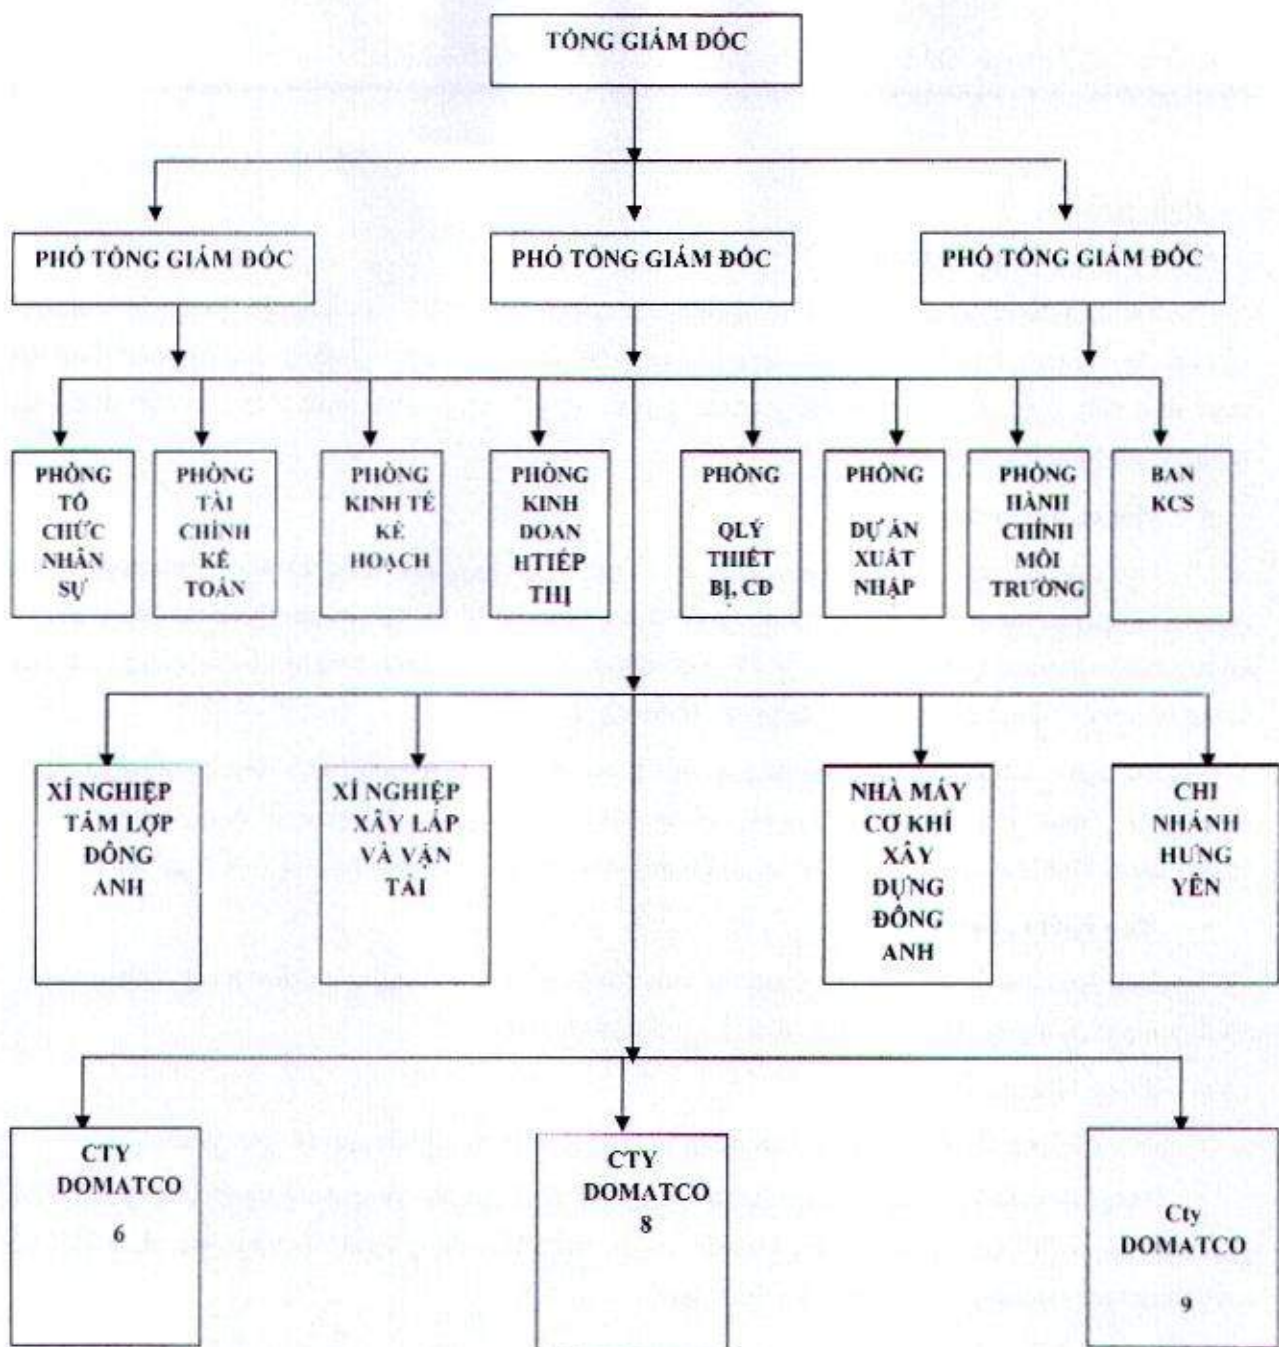 TỔNG GIÁM ĐỐC
PHÓ TỔNG GIÁM ĐỐC
PHÓ TỔNG GIÁM ĐỐC
PHÓ TỔNG GIÁM ĐỐC
PHÒNG
TỔ
CHỨC
NHÂN
SỰ
PHÒNG
TÀI
CHÍNH
KẾ
TOÁN
PHÒNG
KINH TẾ
KẾ
HOẠCH
PHÒNG
KINH
DOAN
HTIẾP
THỊ
PHÒNG
QLÝ
THIẾT
BỊ, CĐ
PHÒNG
DỰ ÁN
XUẤT
NHẬP
PHÒNG
HÀNH
CHÍNH
MÔI
TRƯỜNG
BAN
KCS
XÍ NGHIỆP
TẤM LỢP
ĐÔNG
ANH
XÍ NGHIỆP
XÂY LẮP
VÀ VẬN
TẢI
NHÀ MÁY
CƠ KHÍ
XÂY
DỰNG
ĐÔNG
ANH
CHI
NHÁNH
HƯNG
YÊN
CTY
DOMATCO
6
CTY
DOMATCO
8
Cty
DOMATCO
9